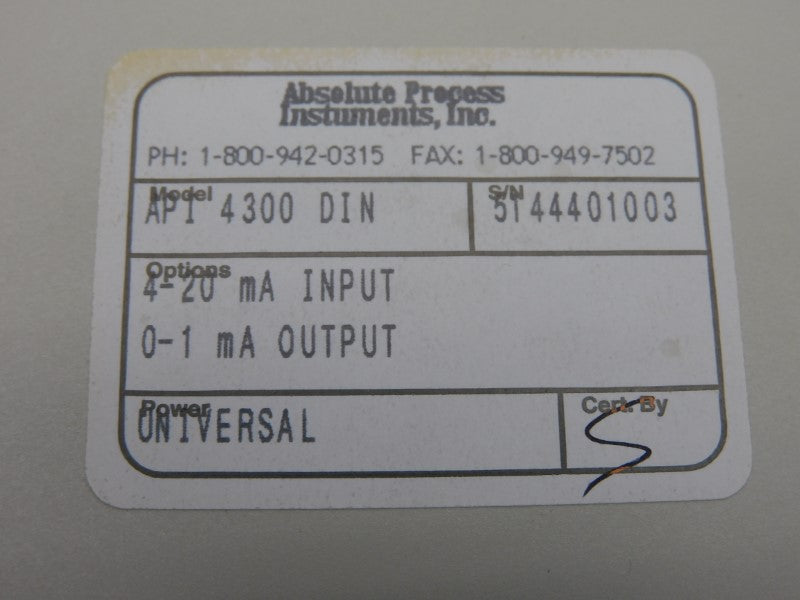 Absolute Process
Instuments, Inc.
PH: 1-800-942-0315 FAX: 1-800-949-7502
Model
API 4300 DIN
S/N
5144401003
Options
4-20 mA INPUT
0-1 mA OUTPUT
Power
UNIVERSAL
Cert. By